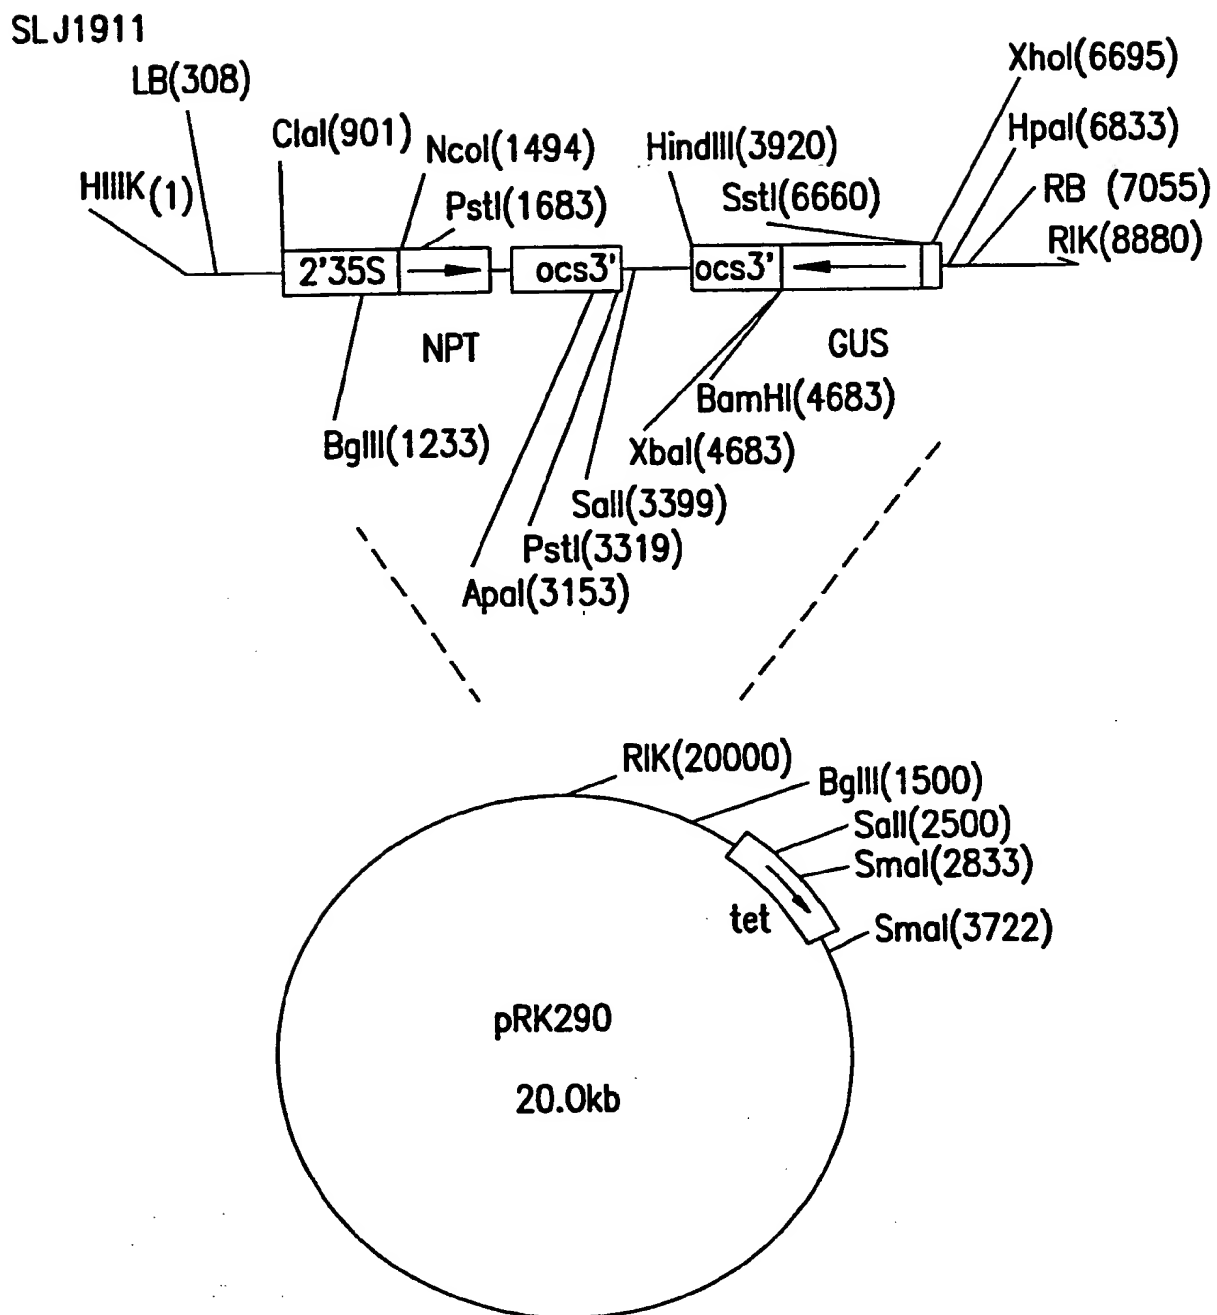 SLJ1911
LB(308)
XhoI(6695)
ClaI(901)
NcoI(1494)
HindIII(3920)
HpaI(6833)
HIIIK(1)
PstI(1683)
SstI(6660)
RB (7055)
RIK(8880)
2'35S
ocs3'
ocs3'
NPT
GUS
BamHI(4683)
BglII(1233)
XbaI(4683)
SalI(3399)
PstI(3319)
ApaI(3153)
RIK(20000)
BglII(1500)
SalI(2500)
SmaI(2833)
tet
SmaI(3722)
pRK290
20.0kb